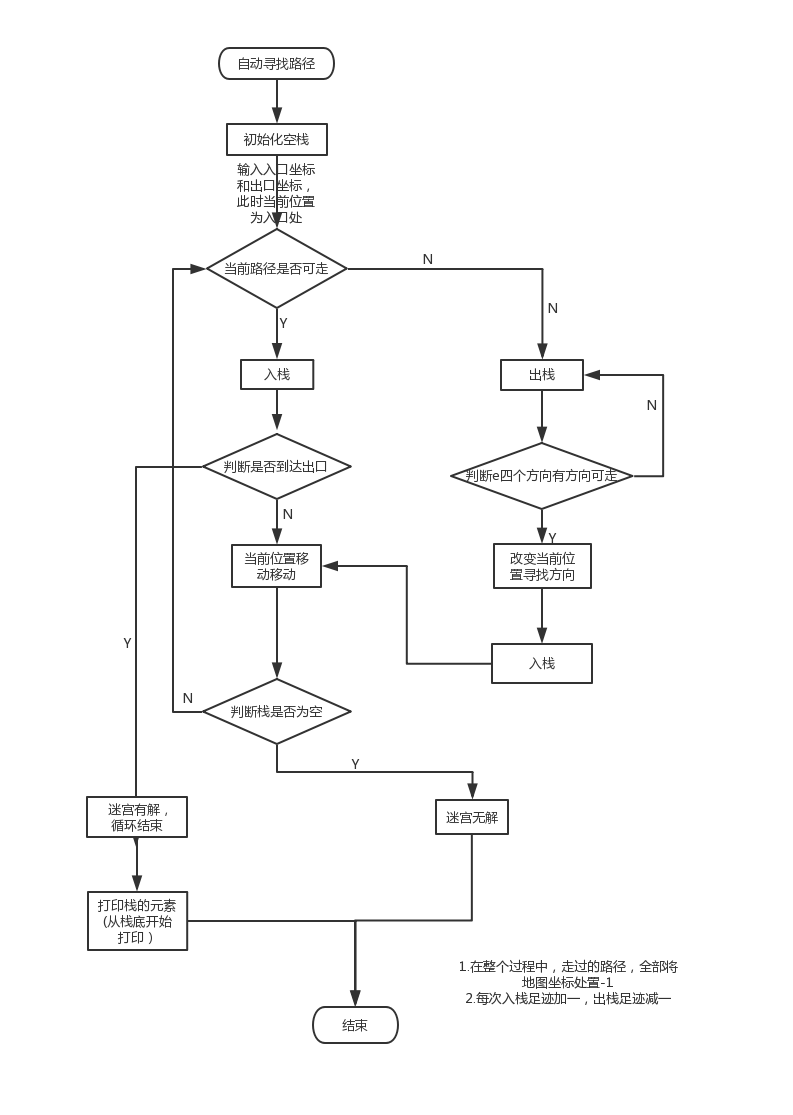 自动寻找路径
初始化空栈
输入入口坐标
和出口坐标，
此时当前位置
为入口处
当前路径是否可走
N
N
Y
入栈
出栈
N
判断是否到达出口
判断e四个方向有方向可走
N
Y
当前位置移
动移动
改变当前位
置寻找方向
Y
入栈
N
判断栈是否为空
Y
迷宫有解，
循环结束
迷宫无解
打印栈的元素
(从栈底开始
打印）
1.在整个过程中，走过的路径，全部将
地图坐标处置-1
2.每次入栈足迹加一，出栈足迹减一
结束